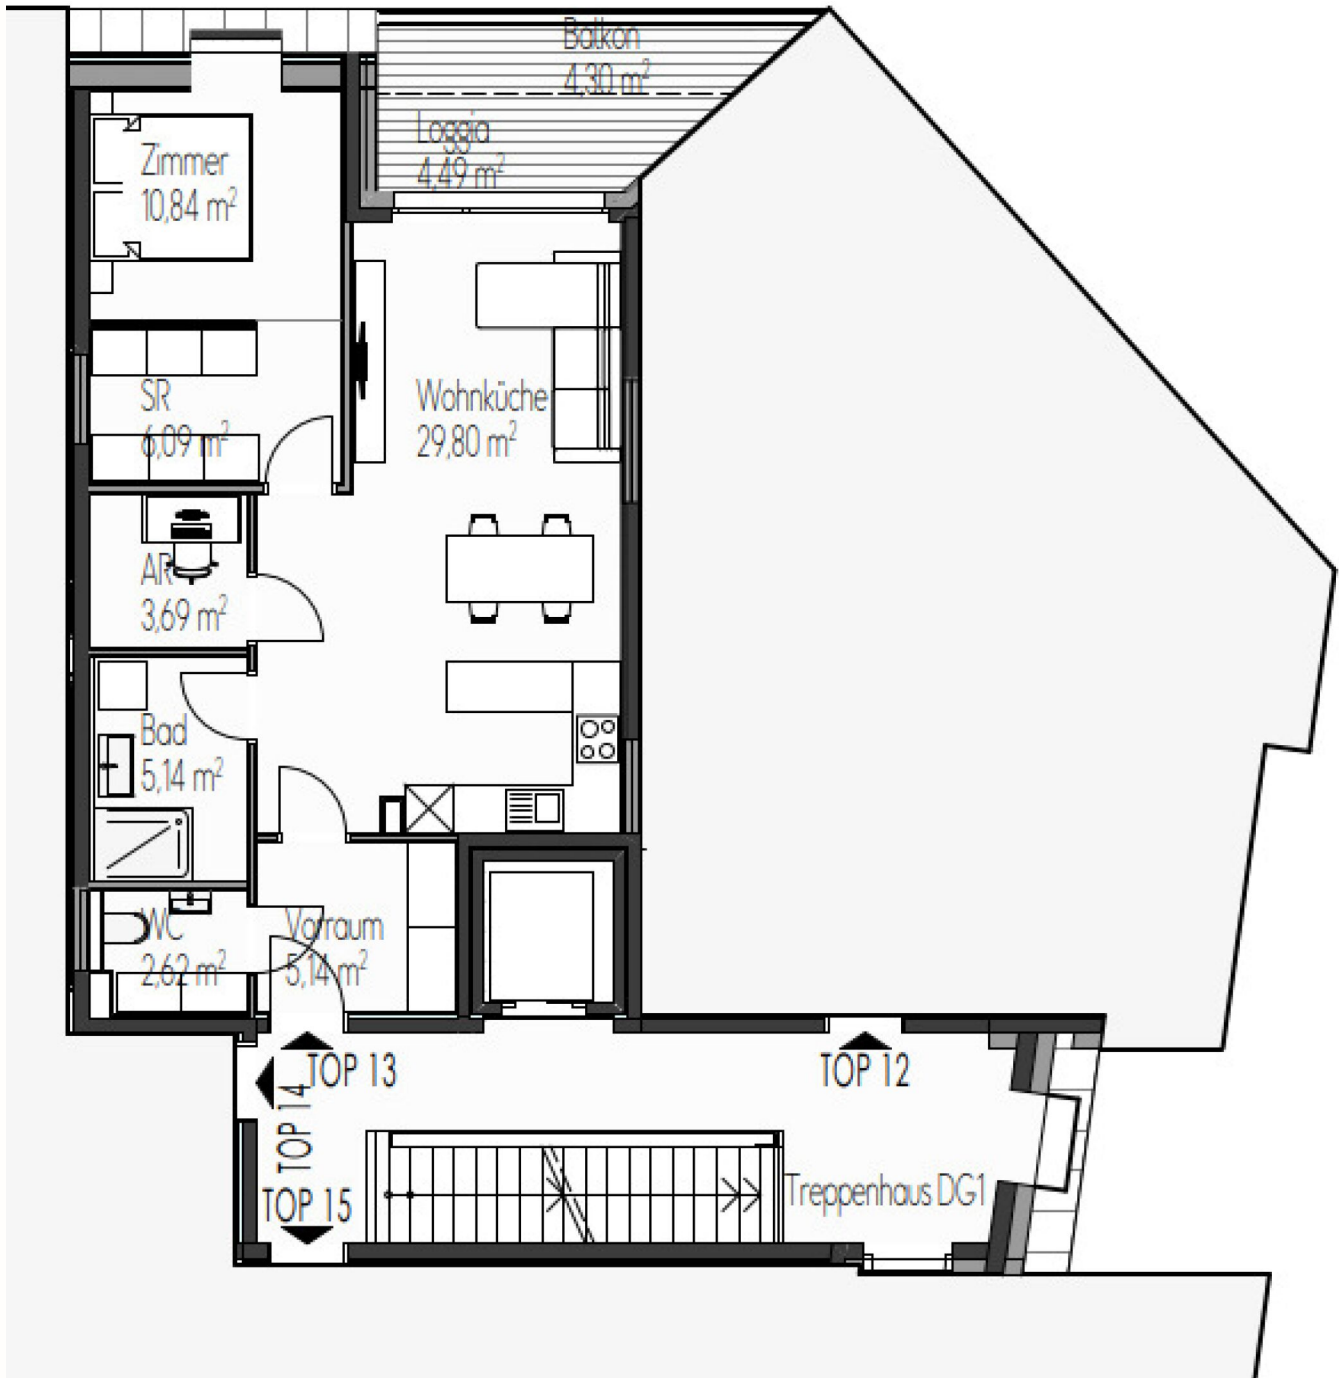 Balkon
4,30 m²
Loggia
4,49 m²
Zimmer
10,84 m²
SR
6,09 m²
Wohnküche
29,80 m²
AR
3,69 m²
Bad
5,14 m²
WC
2,62 m²
Vorraum
5,14 m²
TOP 13
TOP 12
TOP 14
TOP 15
Treppenhaus DG1